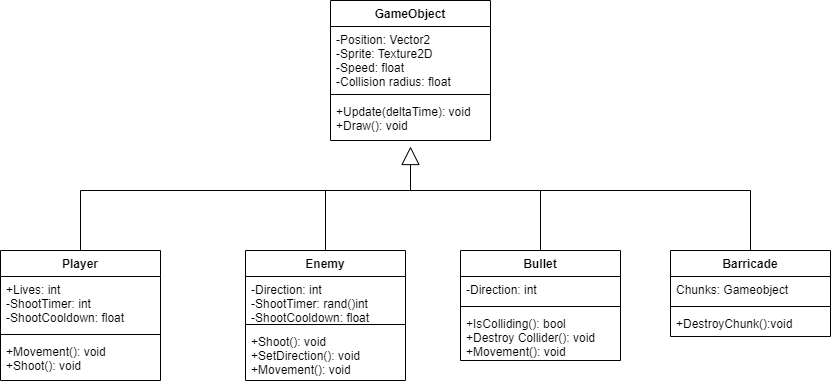 GameObject
-Position: Vector2
-Sprite: Texture2D
-Speed: float
-Collision radius: float
+Update(deltaTime): void
+Draw(): void
Player
+Lives: int
-ShootTimer: int
-ShootCooldown: float
+Movement(): void
+Shoot(): void
Enemy
-Direction: int
-ShootTimer: rand()int
-ShootCooldown: float
+Shoot(): void
+SetDirection(): void
+Movement(): void
Bullet
-Direction: int
+IsColliding(): bool
+Destroy Collider(): void
+Movement(): void
Barricade
Chunks: Gameobject
+DestroyChunk():void